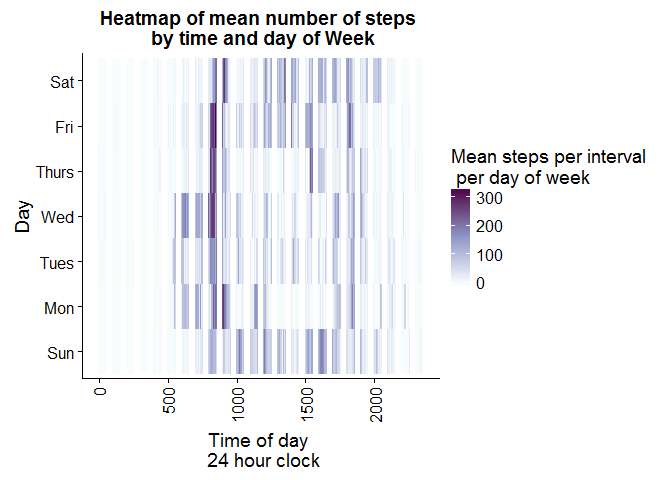 Heatmap of mean number of steps
by time and day of Week
Day
Sat
Fri
Thurs
Wed
Tues
Mon
Sun
0
500
1000
1500
2000
Time of day
24 hour clock
Mean steps per interval
per day of week
300
200
100
0